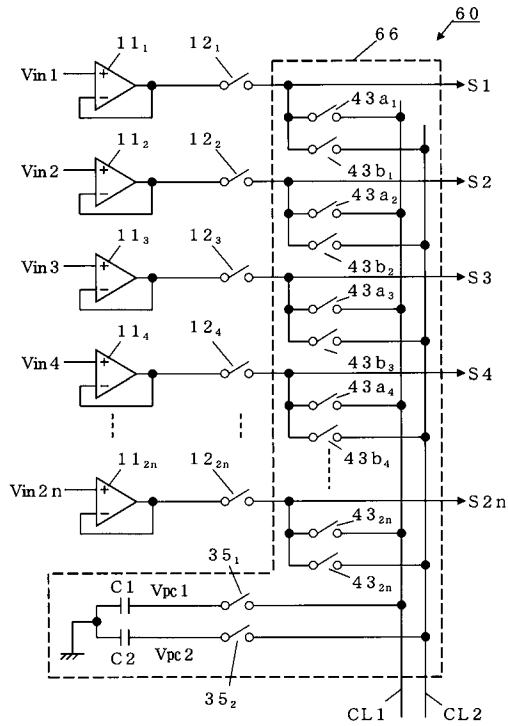 60
66
Vin1 + − 11₁ 12₁ S1
43a₁
43b₁
Vin2 + − 11₂ 12₂ S2
43a₂
43b₂
Vin3 + − 11₃ 12₃ S3
43a₃
43b₃
Vin4 + − 11₄ 12₄ S4
43a₄
43b₄
Vin2n + − 11₂ₙ 12₂ₙ S2n
43₂ₙ
43₂ₙ
C1 Vpc1 35₁
C2 Vpc2 35₂
CL1 CL2